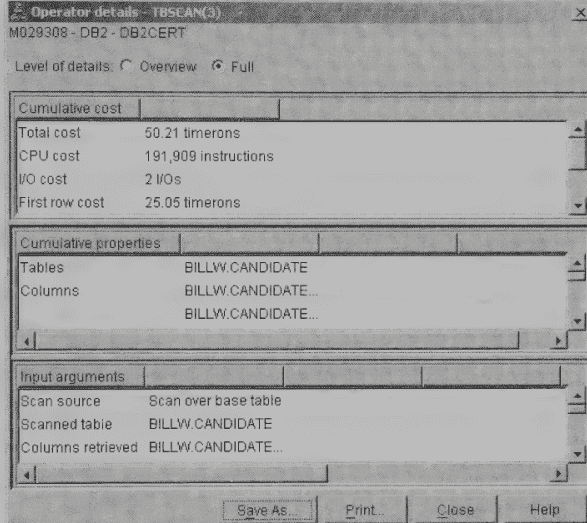 Operator details - TBSCAN(3)
M029308 - DB2 - DB2CERT
Level of details: Overview Full
Cumulative cost
Total cost 50.21 timerons
CPU cost 191,909 instructions
I/O cost 2 I/Os
First row cost 25.05 timerons
Cumulative properties
Tables BILLW.CANDIDATE
Columns BILLW.CANDIDATE...
BILLW.CANDIDATE...
Input arguments
Scan source Scan over base table
Scanned table BILLW.CANDIDATE
Columns retrieved BILLW.CANDIDATE...
Save As... Print... Close Help